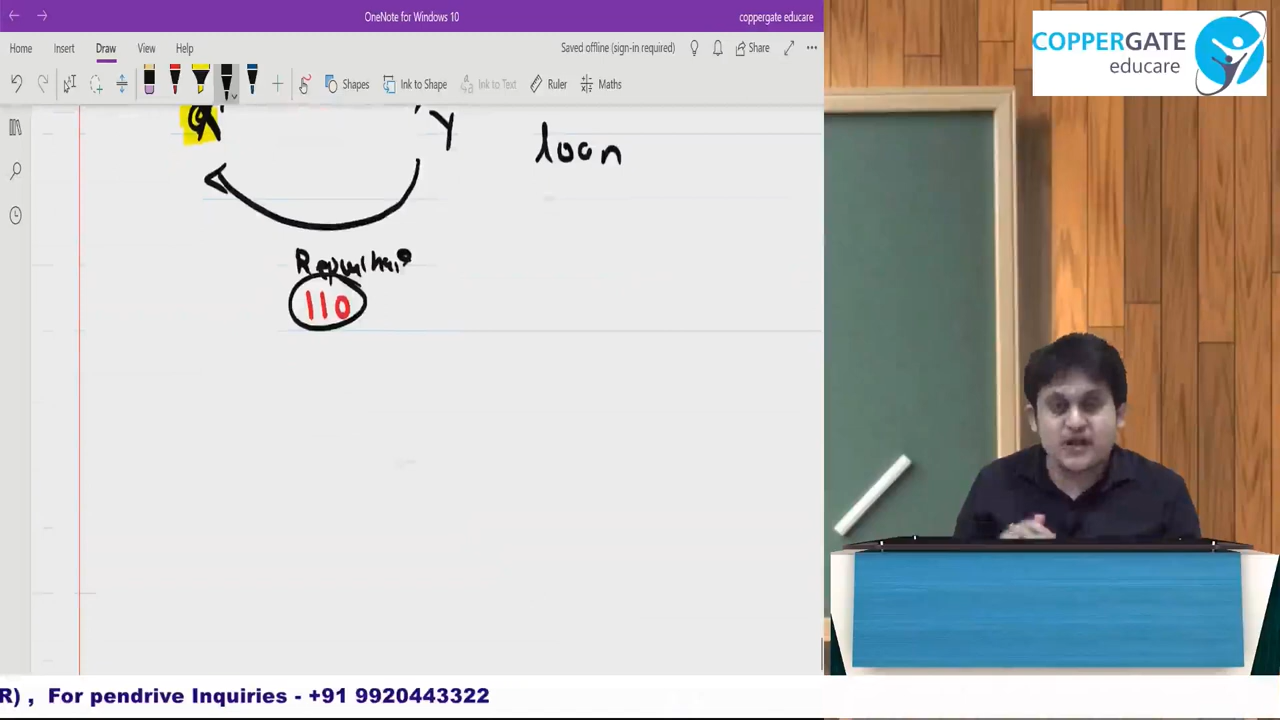 OneNote for Windows 10
coppergate educare
Home Insert Draw View Help
Saved offline (sign-in required)
Share
Shapes
Ink to Shape
Ink to Text
Ruler
Maths
COPPERGATE
educare
Y
loan
110
R) , For pendrive Inquiries - +91 9920443322